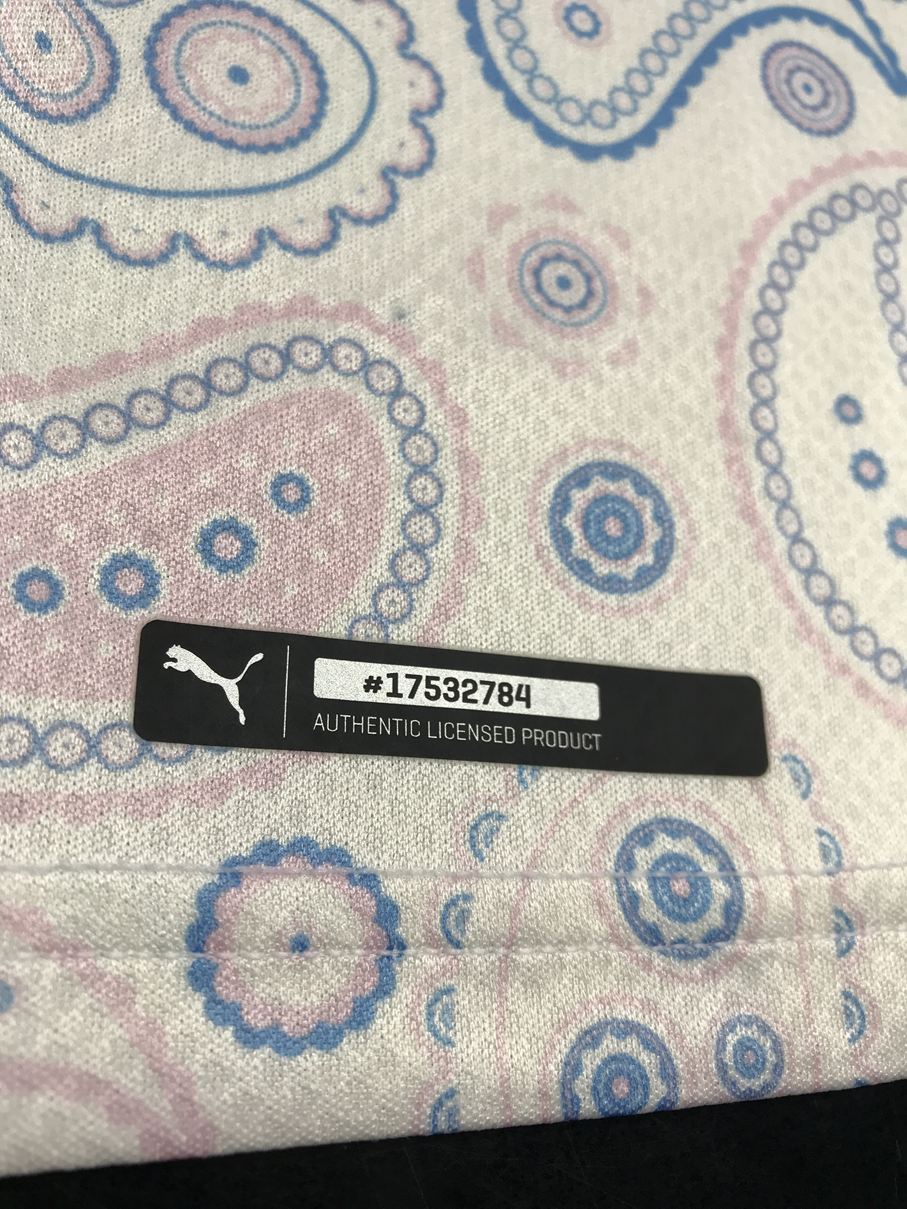 #17532784
AUTHENTIC LICENSED PRODUCT